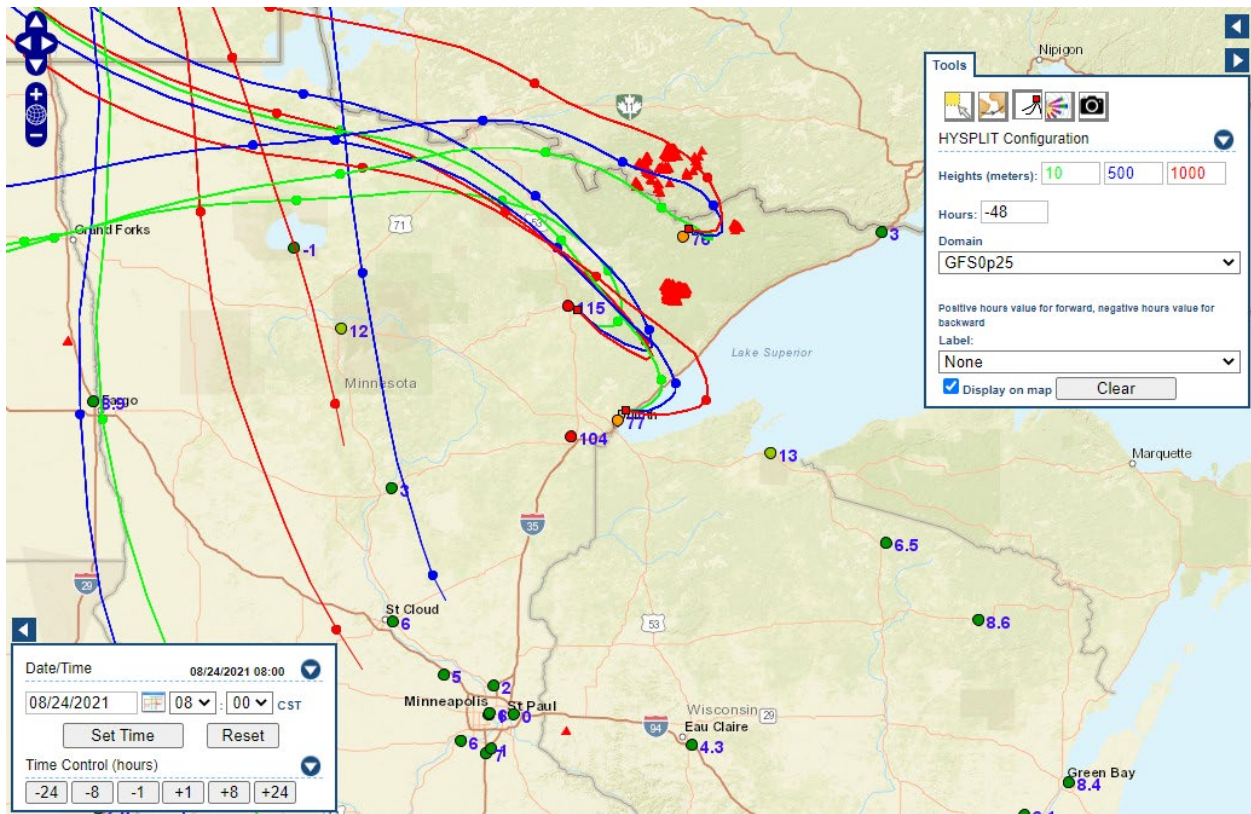 Nipigon
11
Tools
HYSPLIT Configuration
Heights (meters): 10 500 1000
Hours: -48
Domain
GFS0p25
Positive hours value for forward, negative hours value for backward
Label:
None
Display on map Clear
Grand Forks
71
53
76
3
-1
115
12
Lake Superior
Minnesota
Fargo
77
104
13
Marquette
3
35
6.5
29
St Cloud
6
53
8.6
5
2
Minneapolis
St Paul
6
0
Wisconsin
29
94
Eau Claire
4.3
6
1
7
Green Bay
8.4
Date/Time 08/24/2021 08:00
08/24/2021 08 : 00 CST
Set Time Reset
Time Control (hours)
-24 -8 -1 +1 +8 +24